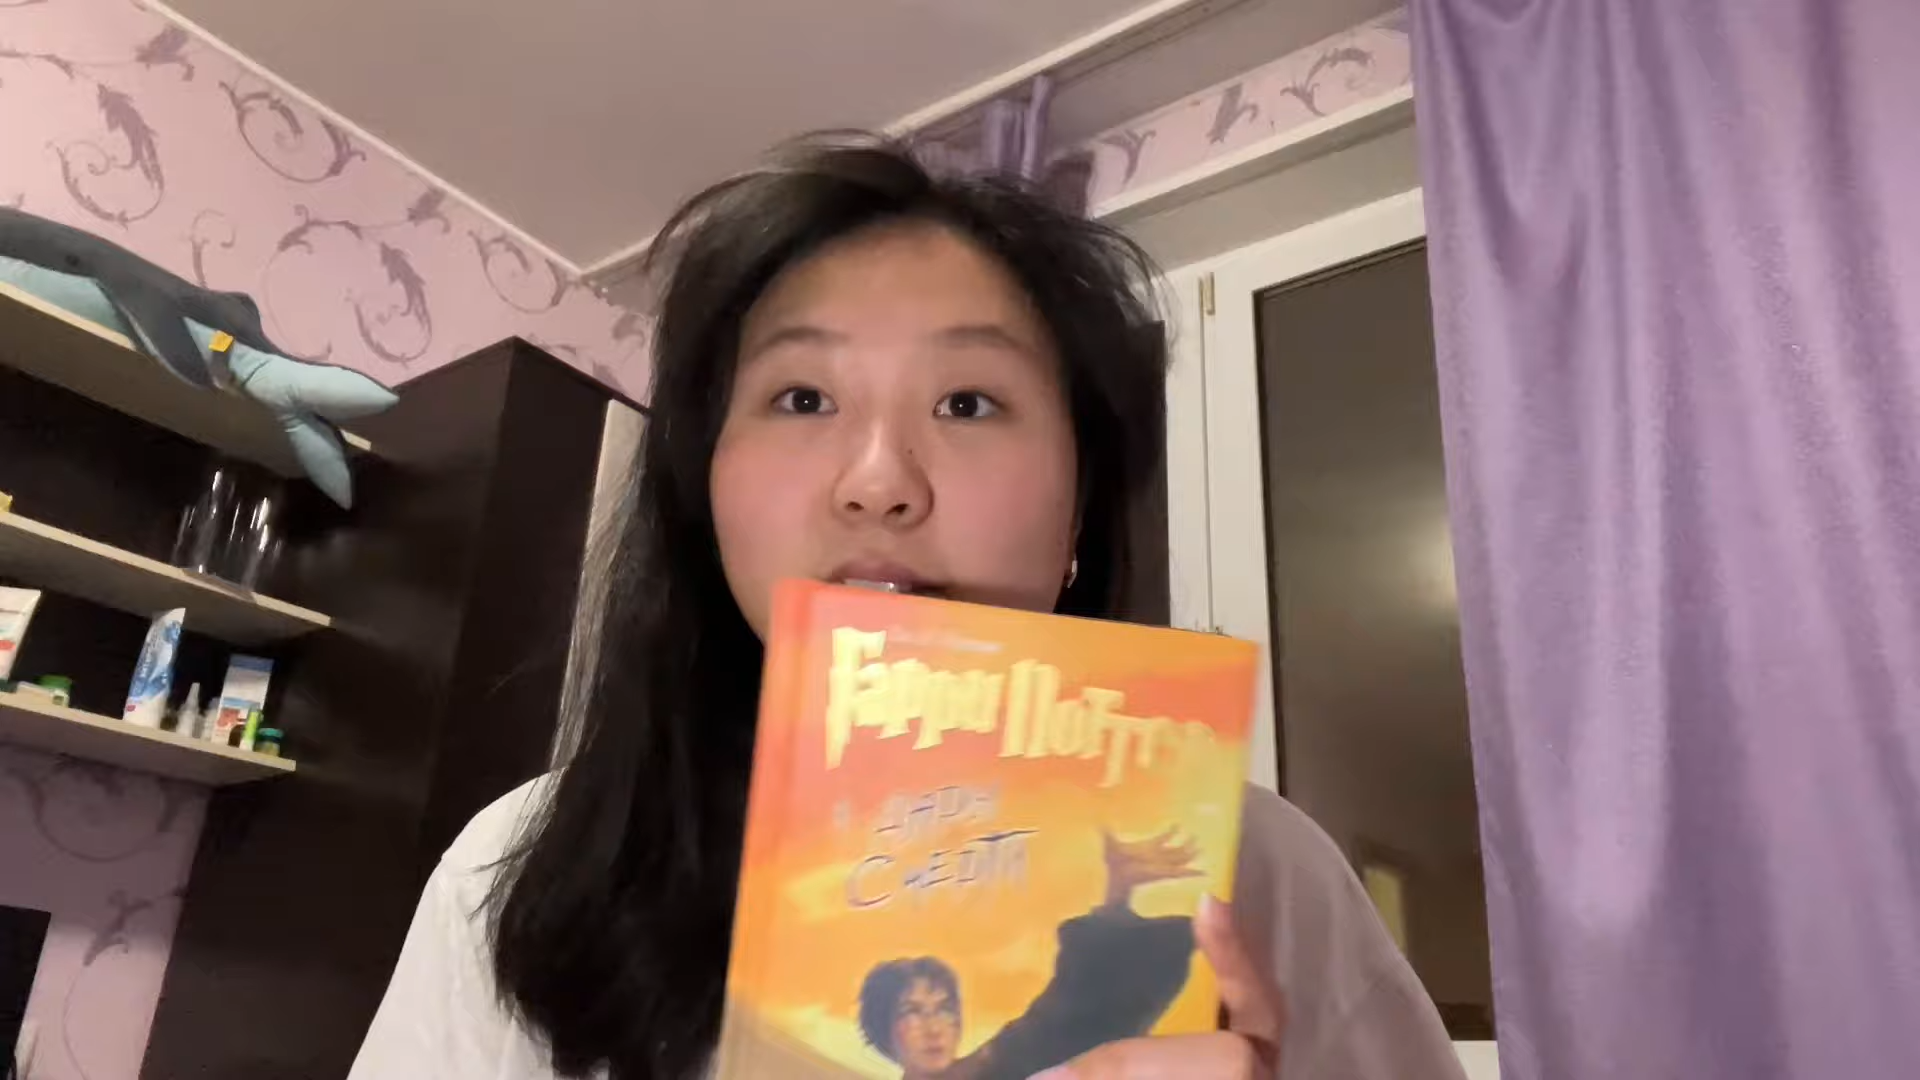 Гарри Поттер
и Дары
Смерти